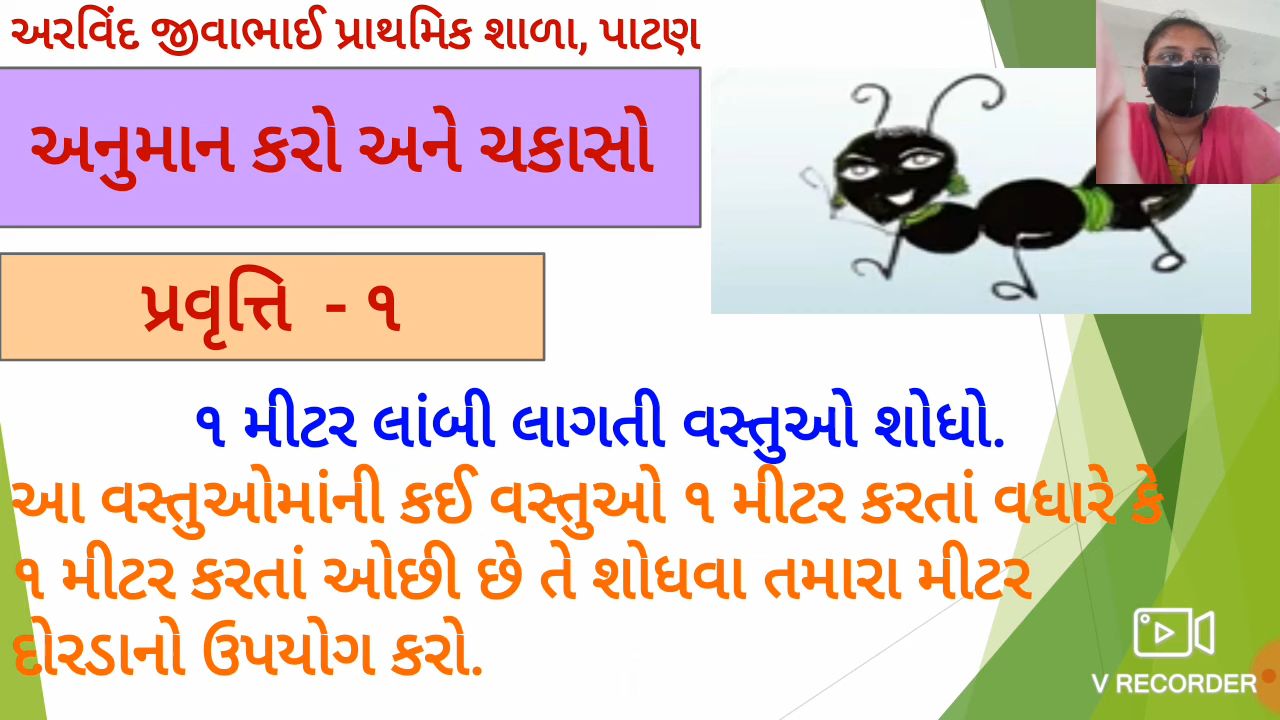 અરવિંદ જીવાભાઈ પ્રાથમિક શાળા, પાટણ
અનુમાન કરો અને ચકાસો
પ્રવૃત્તિ - ૧
૧ મીટર લાંબી લાગતી વસ્તુઓ શોધો.
આ વસ્તુઓમાંની કઈ વસ્તુઓ ૧ મીટર કરતાં વધારે કે
૧ મીટર કરતાં ઓછી છે તે શોધવા તમારા મીટર
દોરડાનો ઉપયોગ કરો.
V RECORDER